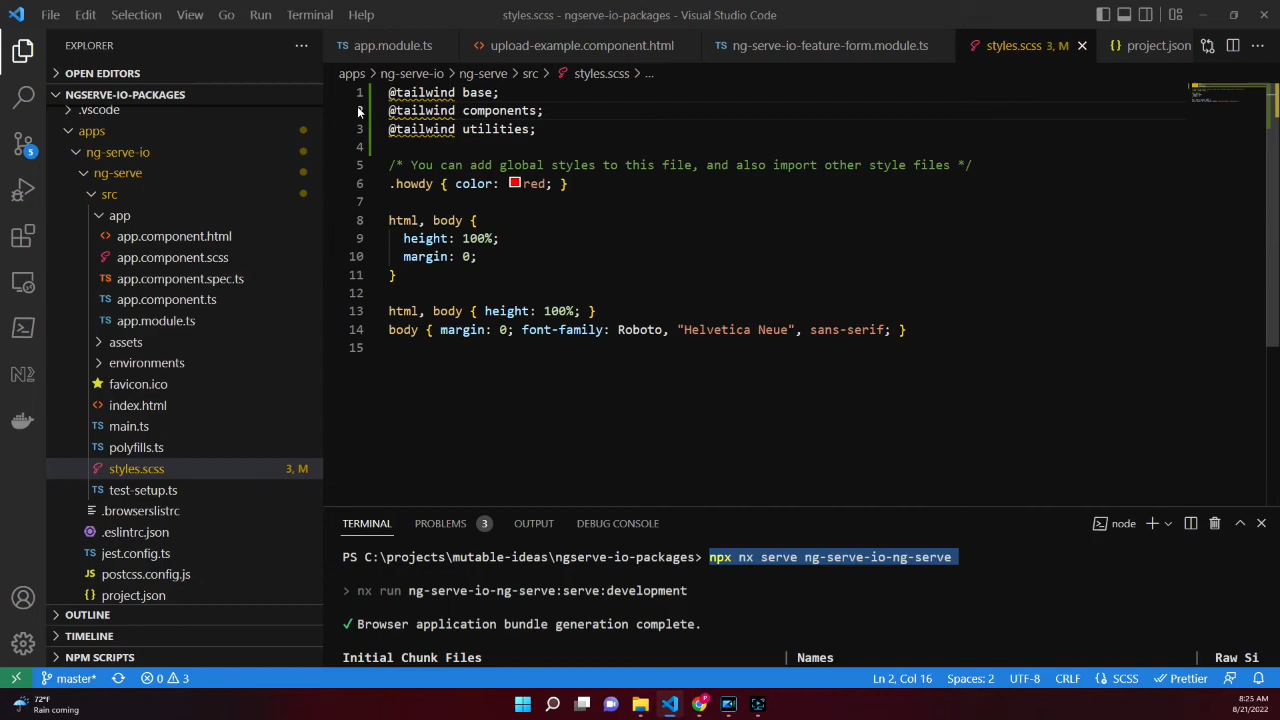 File Edit Selection View Go Run Terminal Help
styles.scss - ngserve-io-packages - Visual Studio Code
EXPLORER
OPEN EDITORS
NGSERVE-IO-PACKAGES
.vscode
apps
ng-serve-io
ng-serve
src
app
app.component.html
app.component.scss
app.component.spec.ts
app.component.ts
app.module.ts
assets
environments
favicon.ico
index.html
main.ts
polyfills.ts
styles.scss 3, M
test-setup.ts
.browserslistrc
.eslintrc.json
jest.config.ts
postcss.config.js
project.json
OUTLINE
TIMELINE
NPM SCRIPTS
TS app.module.ts
upload-example.component.html
TS ng-serve-io-feature-form.module.ts
styles.scss 3, M
{} project.json
apps > ng-serve-io > ng-serve > src > styles.scss > ...
1 @tailwind base;
2 @tailwind components;
3 @tailwind utilities;
4
5 /* You can add global styles to this file, and also import other style files */
6 .howdy { color: red; }
7
8 html, body {
9 height: 100%;
10 margin: 0;
11 }
12
13 html, body { height: 100%; }
14 body { margin: 0; font-family: Roboto, "Helvetica Neue", sans-serif; }
15
TERMINAL PROBLEMS 3 OUTPUT DEBUG CONSOLE
node
PS C:\projects\mutable-ideas\ngserve-io-packages> npx nx serve ng-serve-io-ng-serve
> nx run ng-serve-io-ng-serve:serve:development
✓ Browser application bundle generation complete.
Initial Chunk Files | Names | Raw Si
master* 0 3
Ln 2, Col 16 Spaces: 2 UTF-8 CRLF {} SCSS Prettier
72°F
Rain coming
8:25 AM
8/21/2022